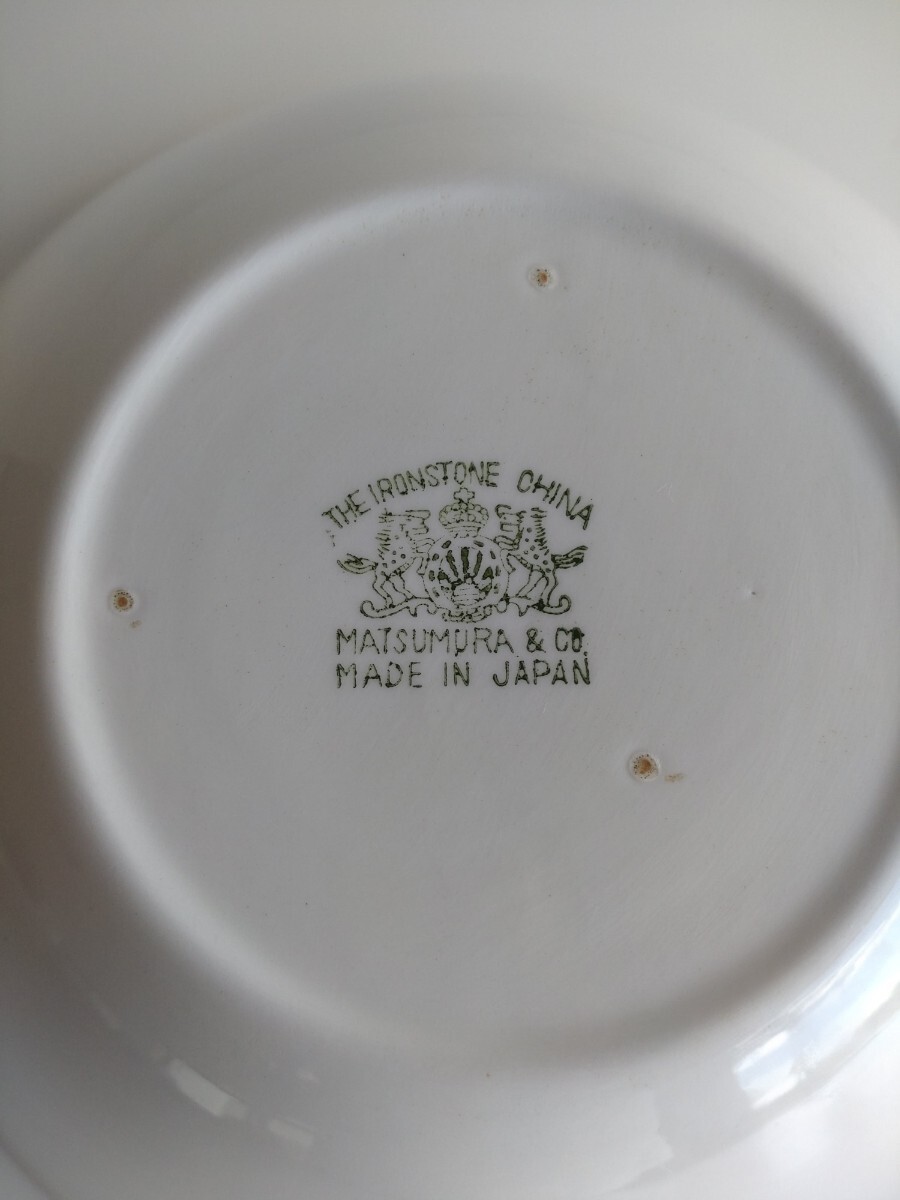 THE IRONSTONE CHINA
MATSUMURA & CO.
MADE IN JAPAN